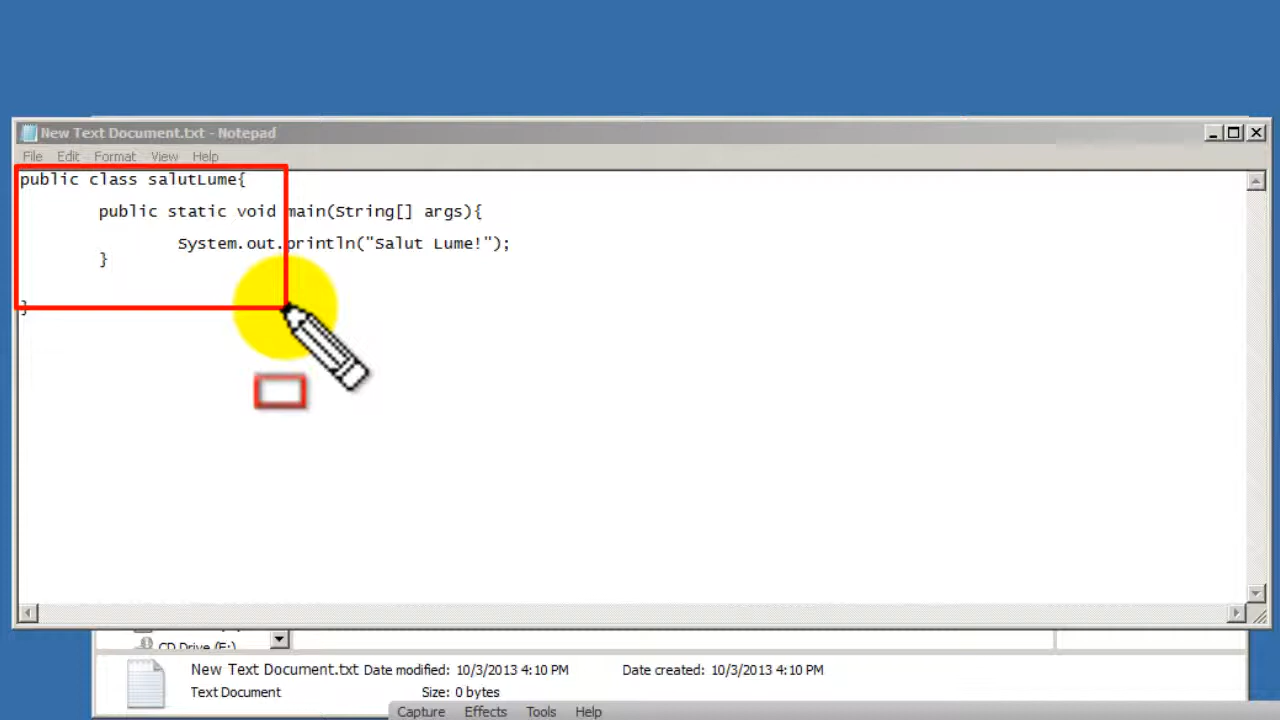 New Text Document.txt - Notepad
File Edit Format View Help
public class salutLume{
public static void main(String[] args){
System.out.println("Salut Lume!");
}
}
CD Drive (E:)
New Text Document.txt Date modified: 10/3/2013 4:10 PM Date created: 10/3/2013 4:10 PM
Text Document Size: 0 bytes
Capture Effects Tools Help